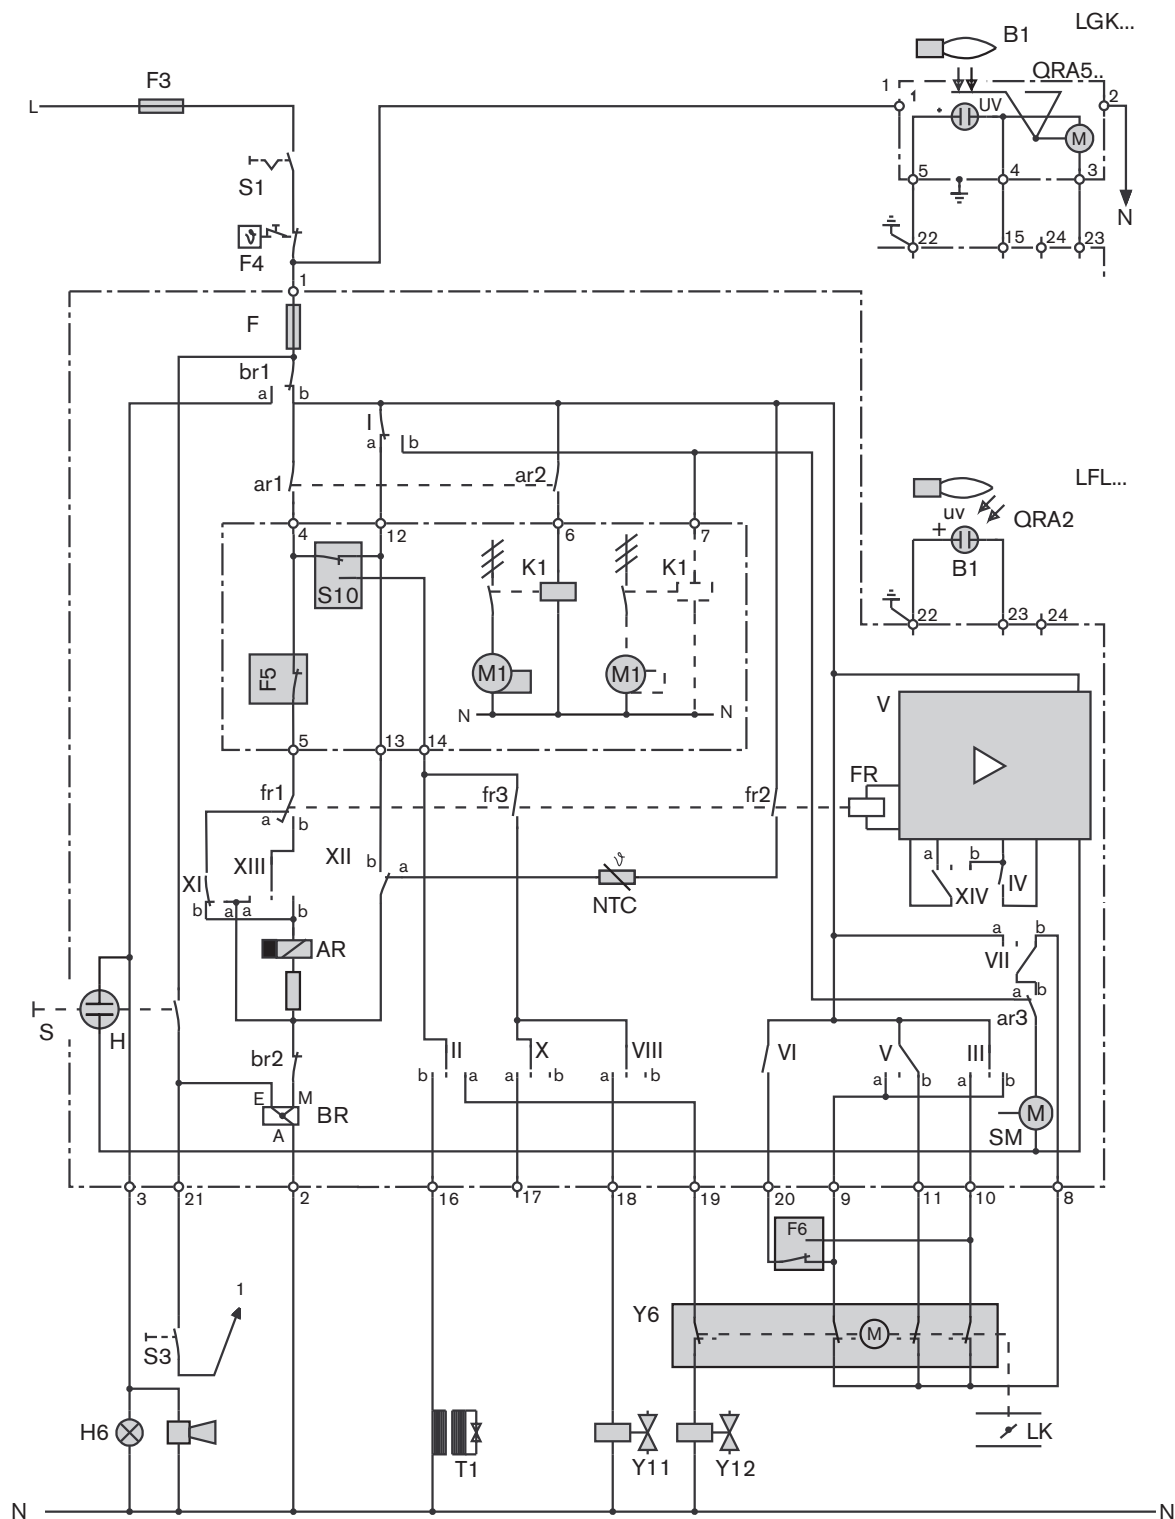 LGK...
B1
QRA5..
F3
L
1
1
2
UV
M
S1
5
4
3
N
F4
22
15
24
23
1
F
br1
a
b
I
a
b
ar1
ar2
LFL...
uv
QRA2
+
B1
4
12
6
7
K1
K1
S10
22
23
24
F5
M1
M1
N
N
V
5
13
14
FR
fr1
fr3
fr2
a
b
XII
b
a
ϑ
a
b
XIII
XI
NTC
XIV
IV
b
a
a
b
AR
a
b
VII
a
b
S
H
ar3
br2
II
X
VIII
VI
V
III
b
a
a
b
a
b
a
b
a
b
E
M
BR
M
A
SM
3
21
2
16
17
18
19
20
9
11
10
8
F6
1
Y6
M
S3
H6
LK
T1
Y11
Y12
N
N